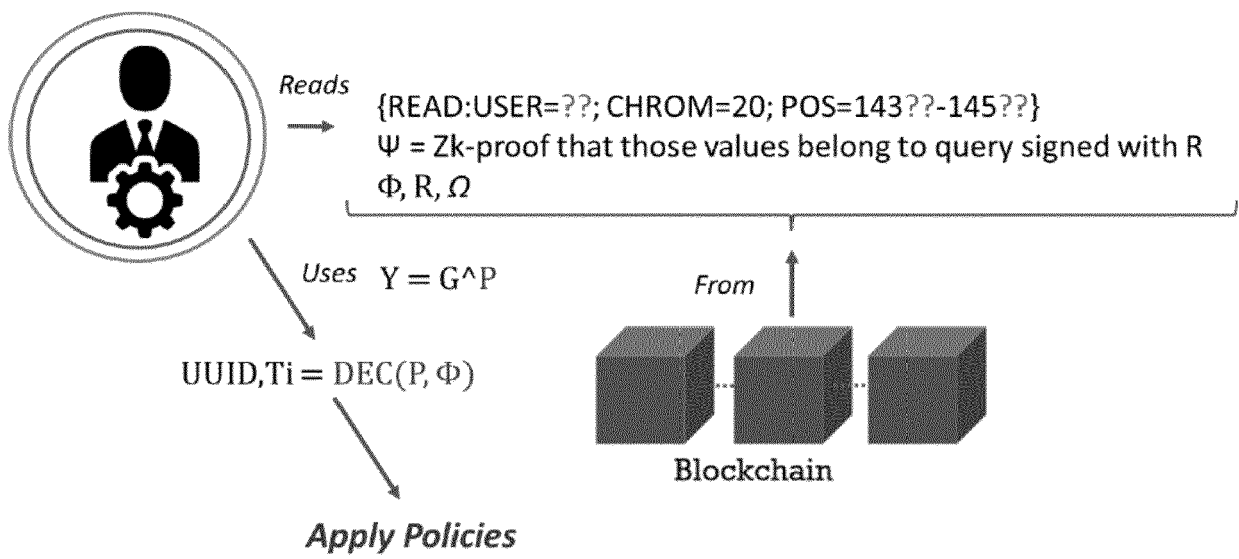 Reads
{READ:USER=??; CHROM=20; POS=143??-145??}
Ψ = Zk-proof that those values belong to query signed with R
Φ, R, Ω
Uses Y = G^P
From
UUID,Ti = DEC(P, Φ)
Blockchain
Apply Policies